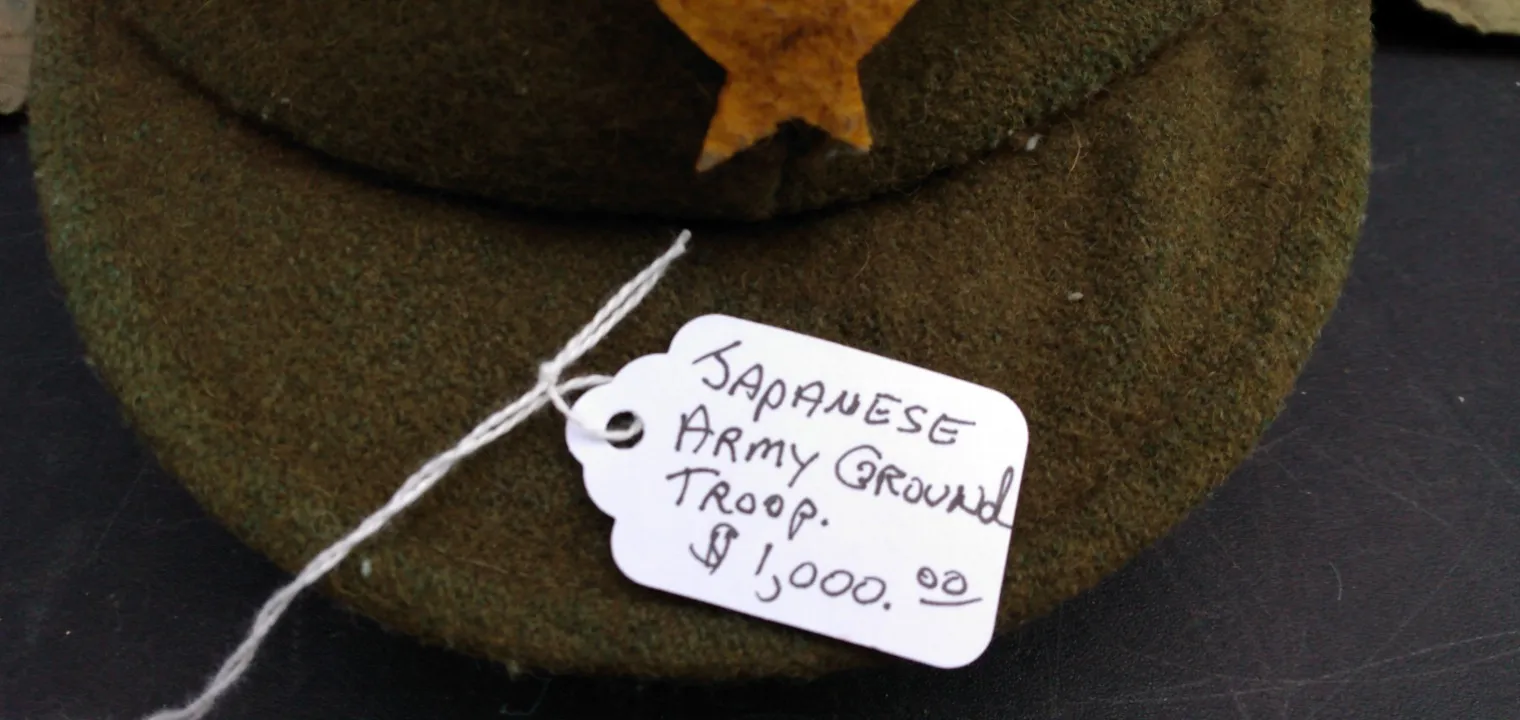 JAPANESE
ARMY GROUND
TROOP.
$ 1,000. 00